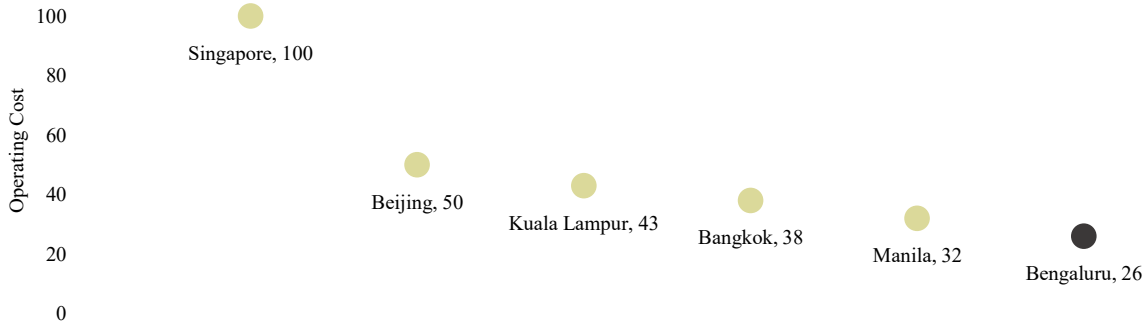 100
Singapore, 100
80
60
Operating Cost
Beijing, 50
40
Kuala Lampur, 43
Bangkok, 38
Manila, 32
20
Bengaluru, 26
0